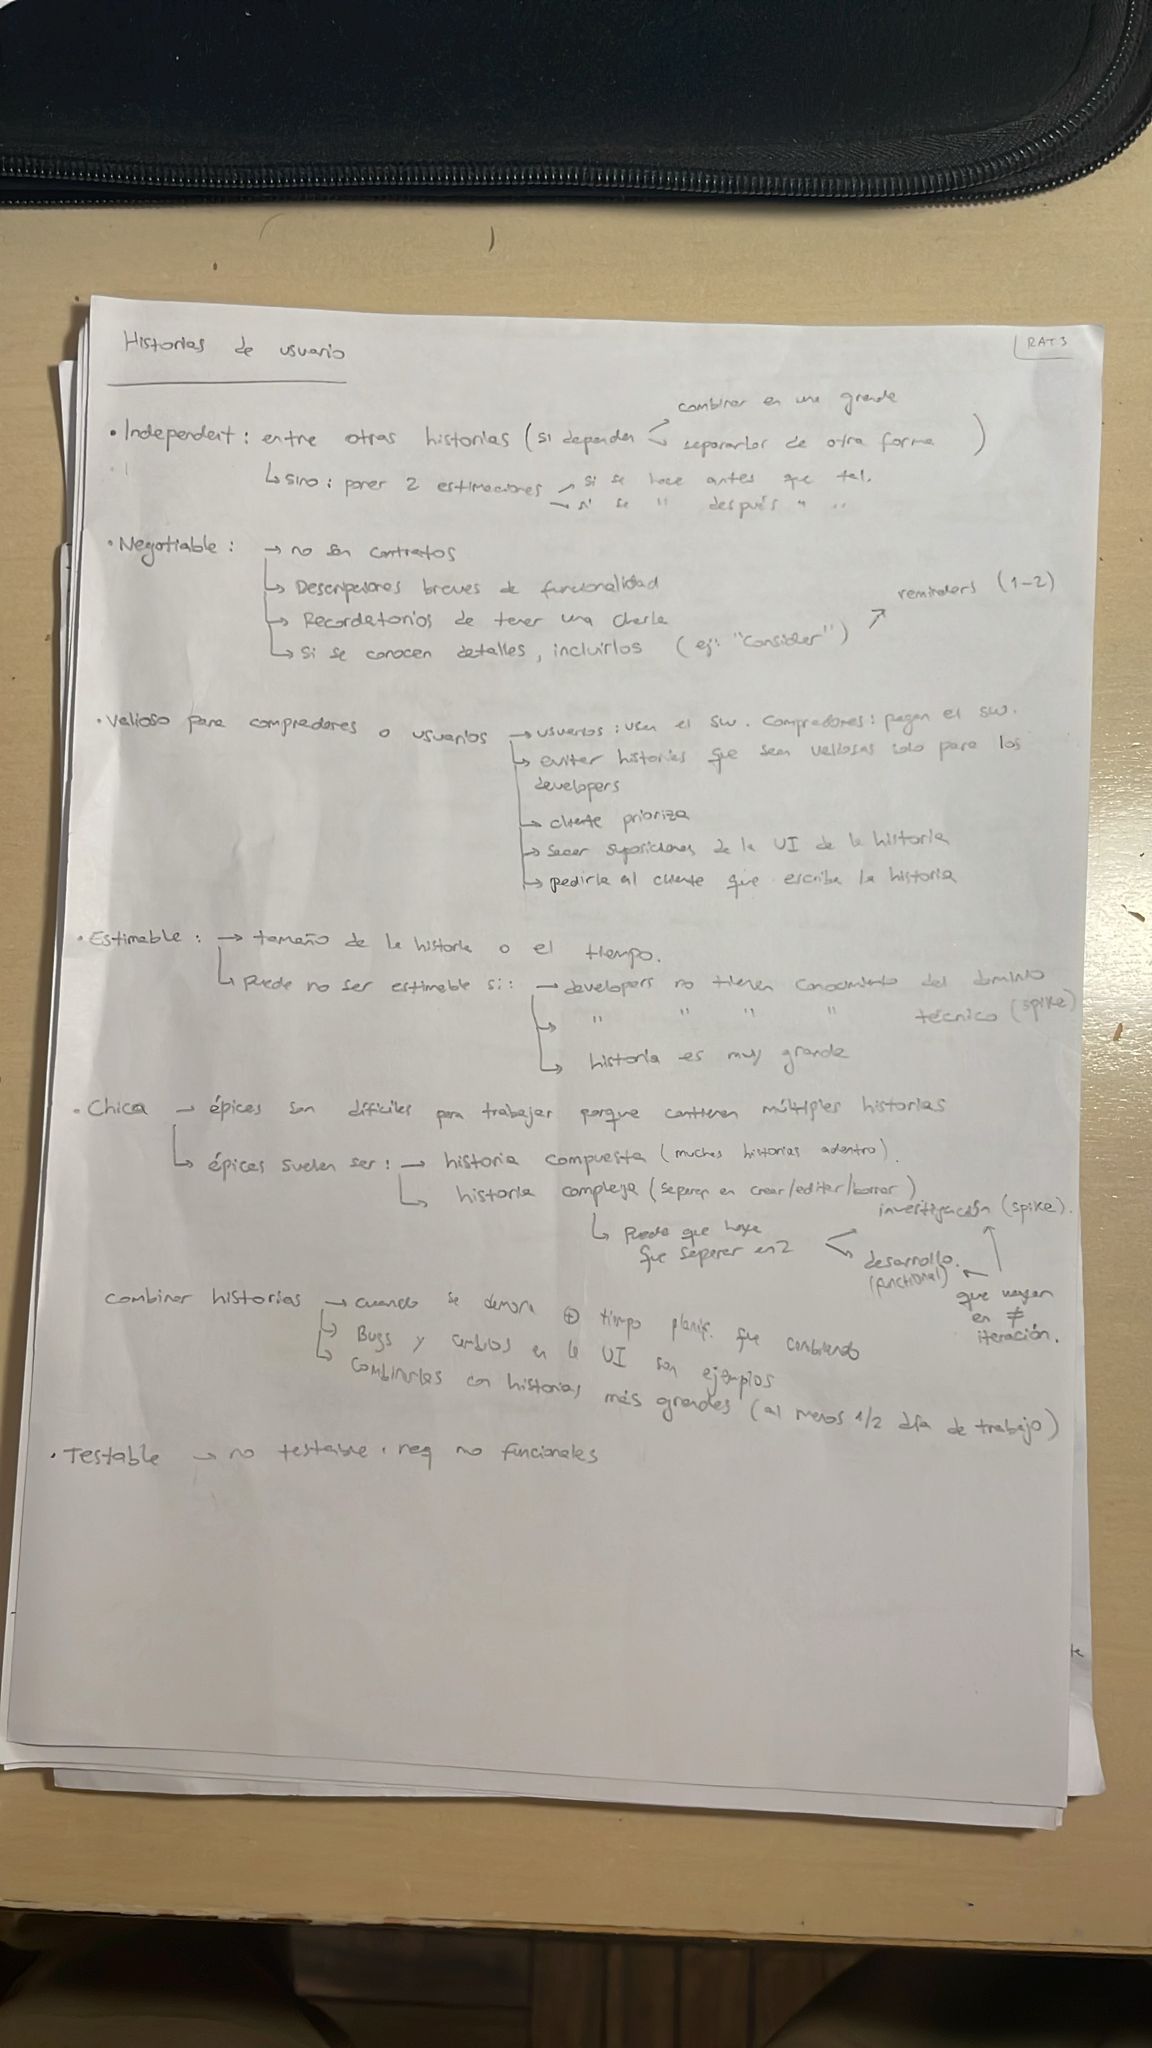 Historias de usuario
RAT3
combinar en una grande
• Independent: entre otras historias (si dependen separarlas de otra forma)
↳ sino: poner 2 estimaciones → si se hace antes que tal.
→ si se " después " "
• Negotiable: → no son contratos
↳ Descripciones breves de funcionalidad
↳ Recordatorios de tener una charla
reminders (1-2)
↳ Si se conocen detalles, incluirlos (ej: "Consider")
• Valioso para compradores o usuarios → usuarios: usan el sw. Compradores: pagan el sw.
↳ evitar historias que sean valiosas solo para los
developers
↳ cliente prioriza
↳ sacar suposiciones de la UI de la historia
↳ pedirle al cliente que escriba la historia
• Estimable: → tamaño de la historia o el tiempo.
↳ puede no ser estimable si: → developers no tienen conocimiento del dominio
↳ " " " " técnico (spike)
↳ historia es muy grande
• Chica → épicas son difíciles para trabajar porque contienen múltiples historias
↳ épicas suelen ser: → historia compuesta (muchas historias adentro).
↳ historia compleja (separar en crear/editar/borrar)
investigación (spike).
↳ Puede que haya
que separar en 2
desarrollo.
(functional)
que vayan
en ≠
iteración.
combinar historias → cuando se demora ⊕ tiempo planif. que combinando
↳ Bugs y cambios en la UI son ejemplos
↳ combinarlas con historias más grandes (al menos 1/2 día de trabajo)
• Testable → no testable: req no funcionales